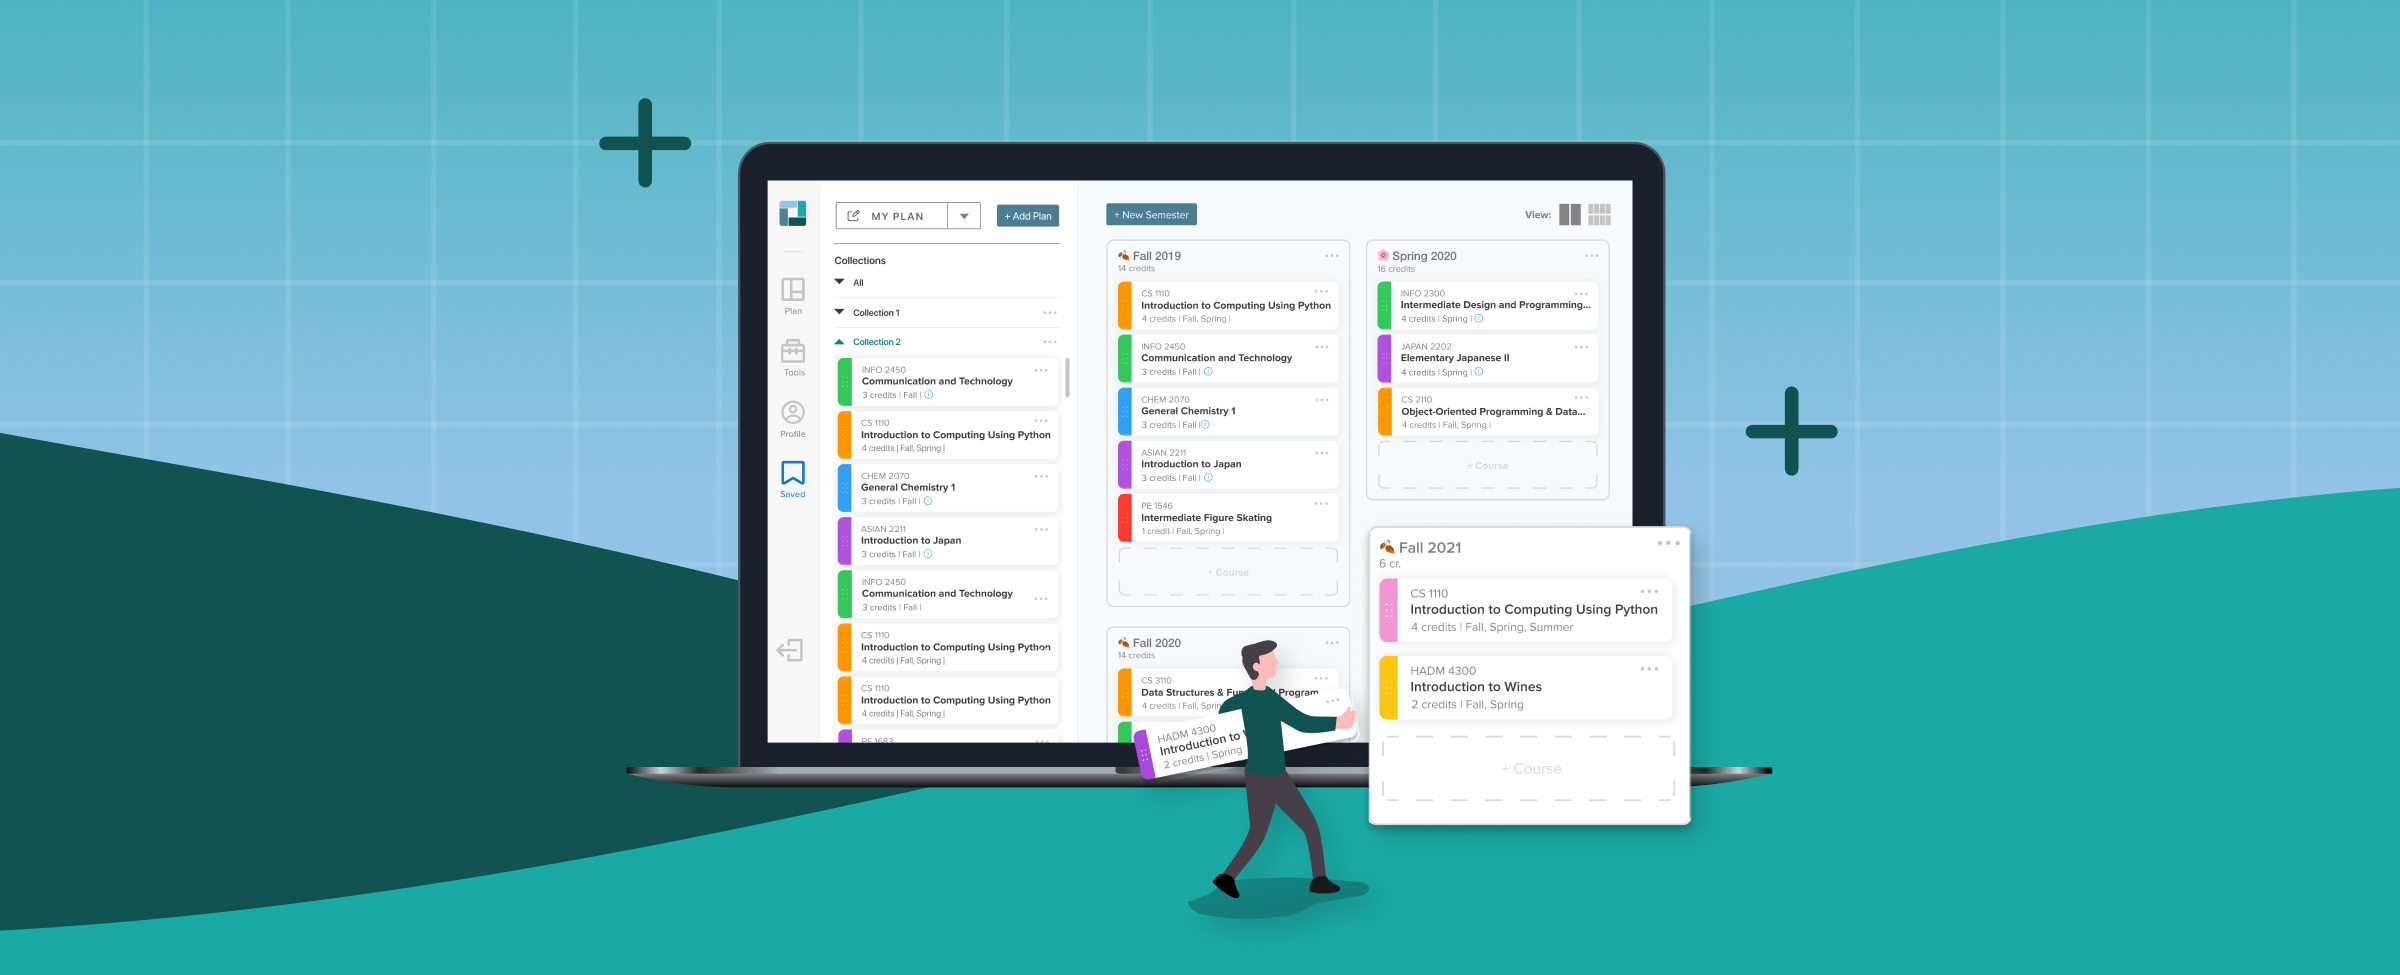 Plan
Tools
Profile
Saved
MY PLAN
+ Add Plan
Collections
All
Collection 1
Collection 2
INFO 2450
Communication and Technology
3 credits | Fall |
CS 1110
Introduction to Computing Using Python
4 credits | Fall, Spring |
CHEM 2070
General Chemistry 1
3 credits | Fall |
ASIAN 2211
Introduction to Japan
3 credits | Fall |
INFO 2450
Communication and Technology
3 credits | Fall |
CS 1110
Introduction to Computing Using Python
4 credits | Fall, Spring |
CS 1110
Introduction to Computing Using Python
4 credits | Fall, Spring |
PE 1683
+ New Semester
View:
Fall 2019
14 credits
CS 1110
Introduction to Computing Using Python
4 credits | Fall, Spring |
INFO 2450
Communication and Technology
3 credits | Fall |
CHEM 2070
General Chemistry 1
3 credits | Fall |
ASIAN 2211
Introduction to Japan
3 credits | Fall |
PE 1546
Intermediate Figure Skating
1 credit | Fall, Spring |
+ Course
Spring 2020
16 credits
INFO 2300
Intermediate Design and Programming...
4 credits | Spring |
JAPAN 2202
Elementary Japanese II
4 credits | Spring |
CS 2110
Object-Oriented Programming & Data...
4 credits | Fall, Spring |
+ Course
Fall 2020
14 credits
CS 3110
Data Structures & Program
4 credits | Fall, Sprin
HADM 4300
Introduction to
2 credits | Spring
Fall 2021
6 cr.
CS 1110
Introduction to Computing Using Python
4 credits | Fall, Spring, Summer
HADM 4300
Introduction to Wines
2 credits | Fall, Spring
+ Course